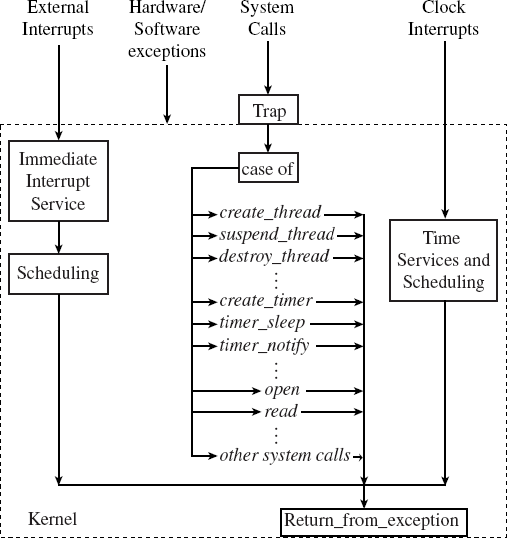 External
Interrupts
Hardware/
Software
exceptions
System
Calls
Clock
Interrupts
Trap
case of
Immediate
Interrupt
Service
Scheduling
create_thread
suspend_thread
destroy_thread
⋮
create_timer
timer_sleep
timer_notify
⋮
open
read
⋮
other system calls
Time
Services and
Scheduling
Kernel
Return_from_exception